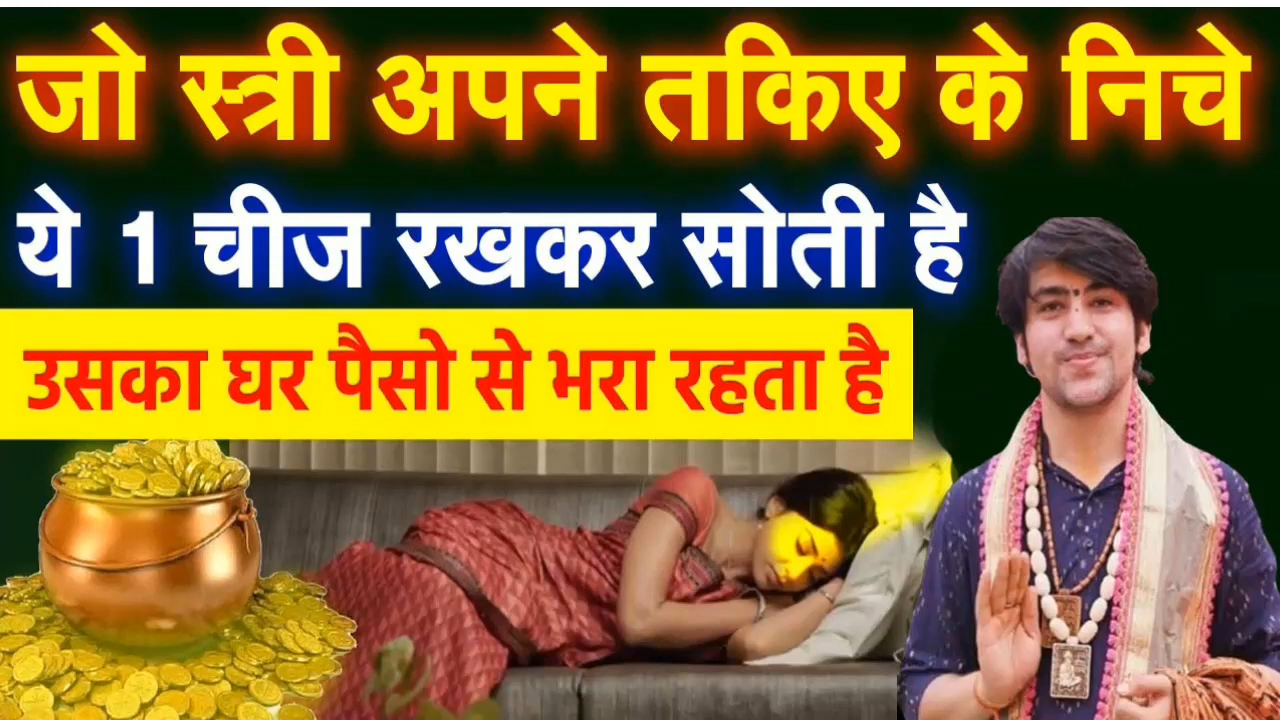 जो स्त्री अपने तकिए के निचे
ये 1 चीज रखकर सोती है
उसका घर पैसो से भरा रहता है